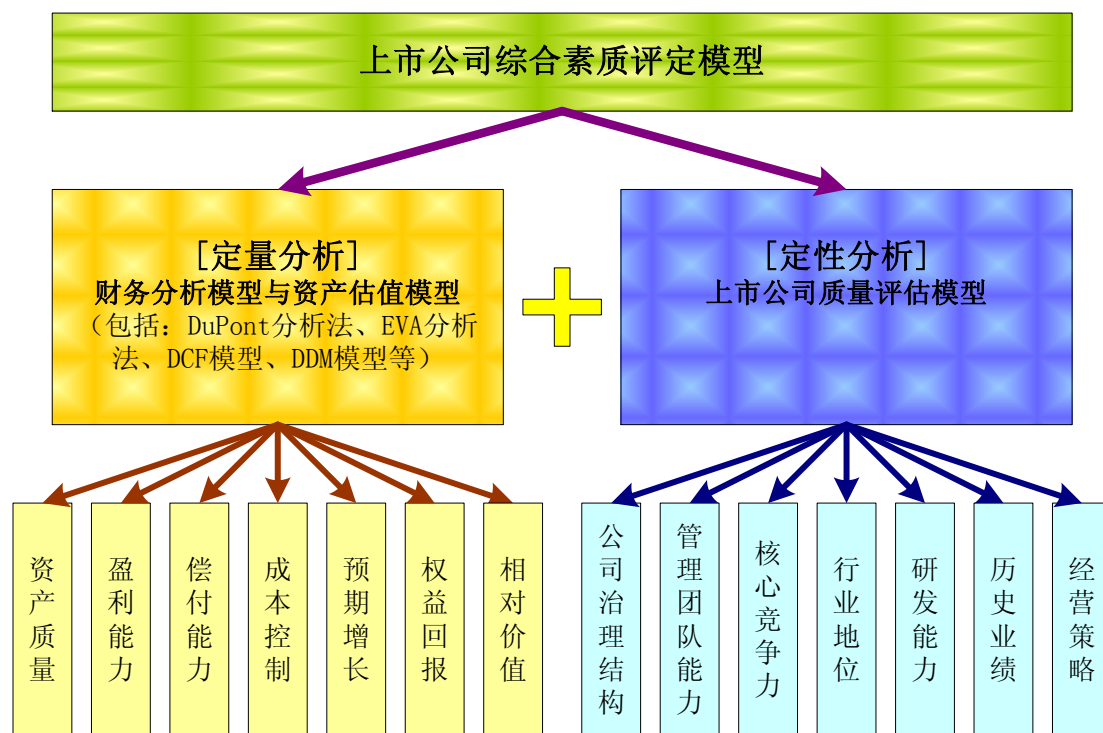 上市公司综合素质评定模型
[定量分析]
财务分析模型与资产估值模型
（包括：DuPont分析法、EVA分析
法、DCF模型、DDM模型等）
[定性分析]
上市公司质量评估模型
资产质量
盈利能力
偿付能力
成本控制
预期增长
权益回报
相对价值
公司治理结构
管理团队能力
核心竞争力
行业地位
研发能力
历史业绩
经营策略